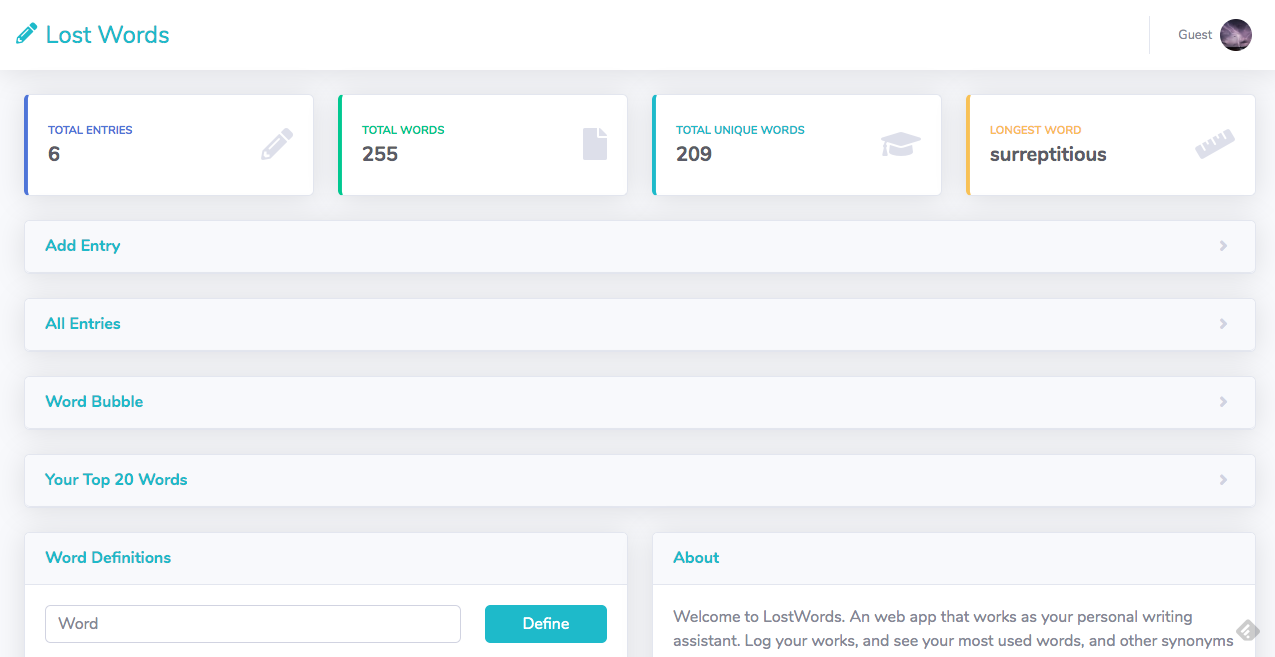 Lost Words
Guest
TOTAL ENTRIES
6
TOTAL WORDS
255
TOTAL UNIQUE WORDS
209
LONGEST WORD
surreptitious
Add Entry
All Entries
Word Bubble
Your Top 20 Words
Word Definitions
Word
Define
About
Welcome to LostWords. An web app that works as your personal writing
assistant. Log your works, and see your most used words, and other synonyms